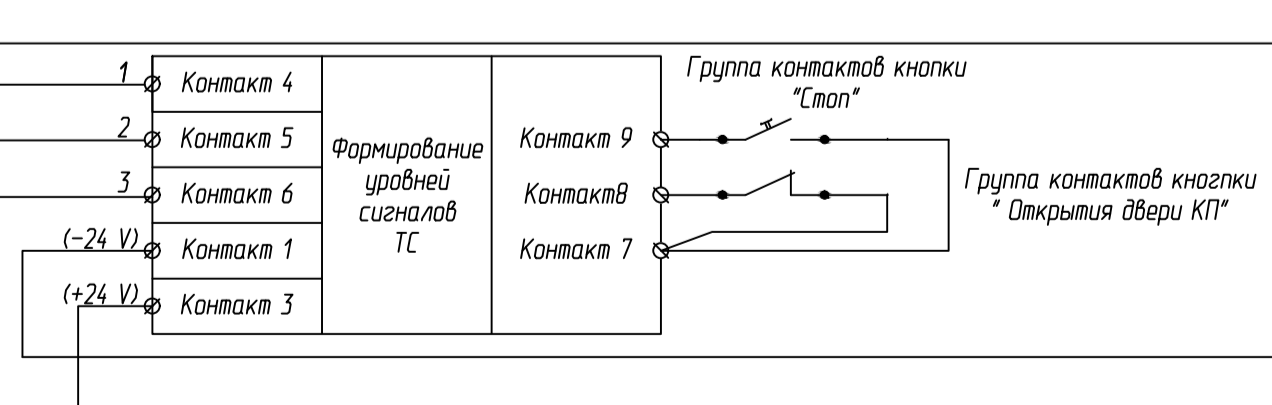 1
Контакт 4
2
Контакт 5
3
Контакт 6
(-24 V)
Контакт 1
(+24 V)
Контакт 3
Формирование
уровней
сигналов
ТС
Контакт 9
Контакт8
Контакт 7
Группа контактов кнопки
"Стоп"
Группа контактов кногпки
" Открытия двери КП"